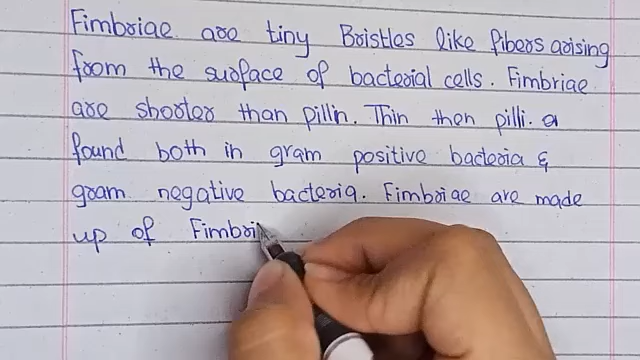 Fimbriae are tiny Bristles like fibers arising
from the surface of bacterial cells. Fimbriae
are shorter than pillin. Thin then pilli. a
found both in gram positive bacteria &
gram negative bacteria. Fimbriae are made
up of Fimbri